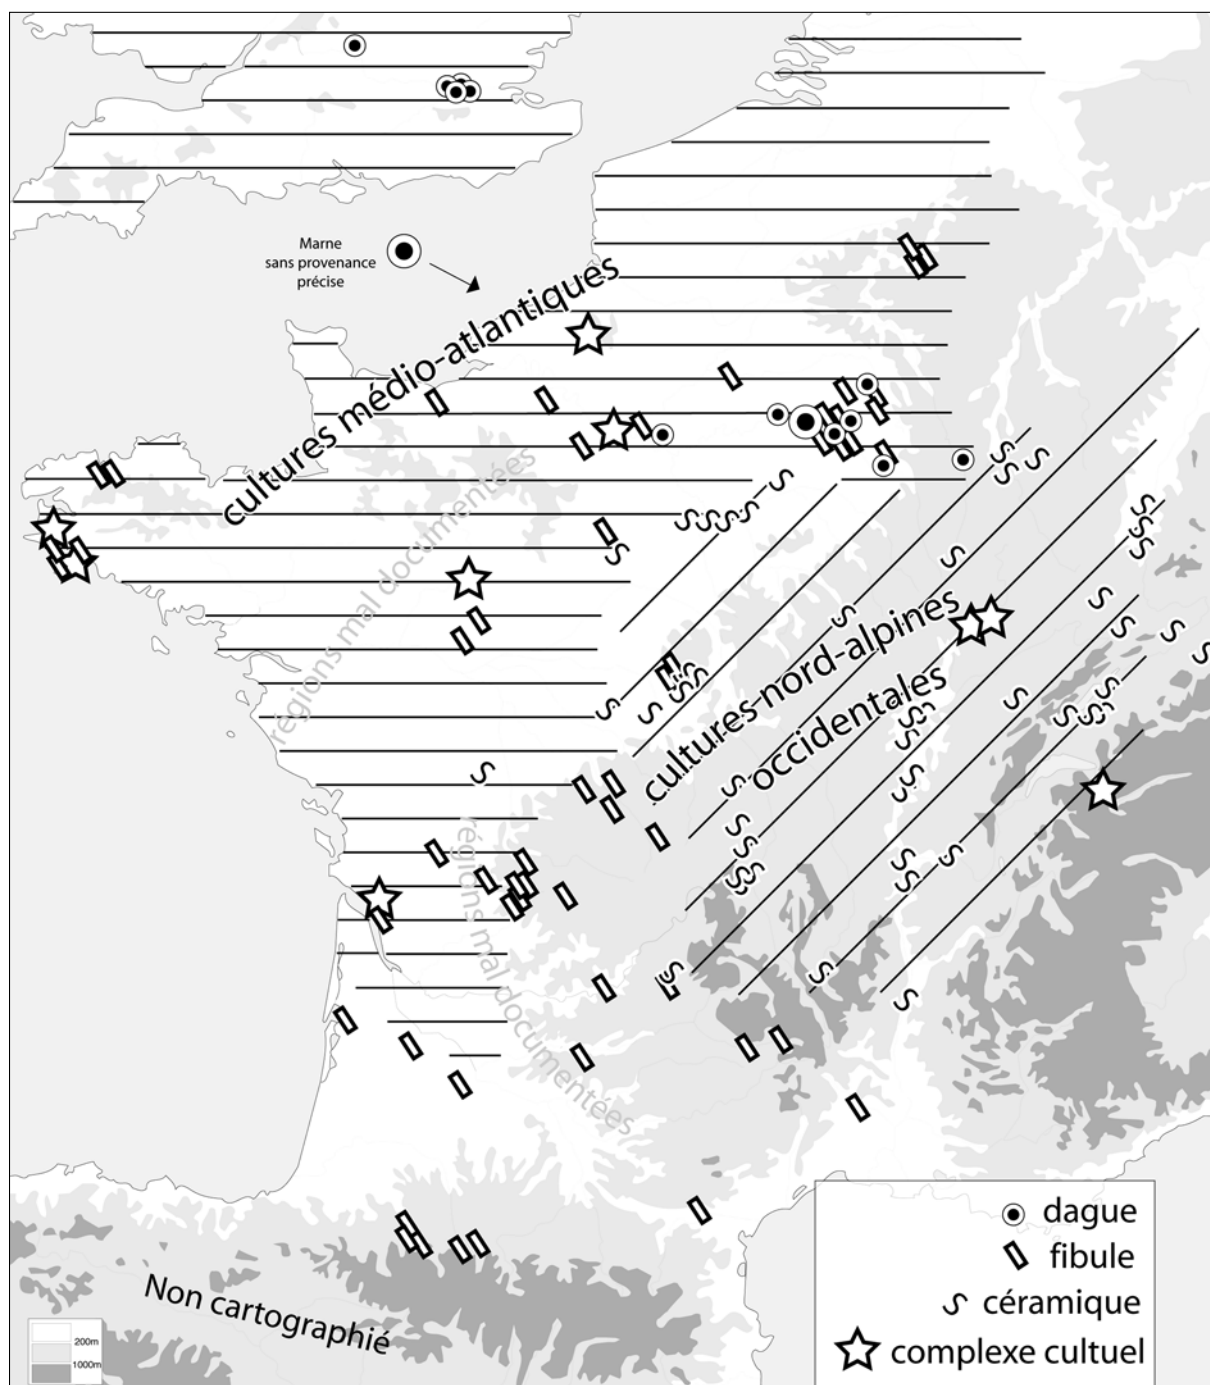 Marne
sans provenance
précise
cultures médio-atlantiques
régions mal documentées
cultures nord-alpines
occidentales
régions mal documentées
Non cartographié
200m
1000m
dague
fibule
céramique
complexe cultuel